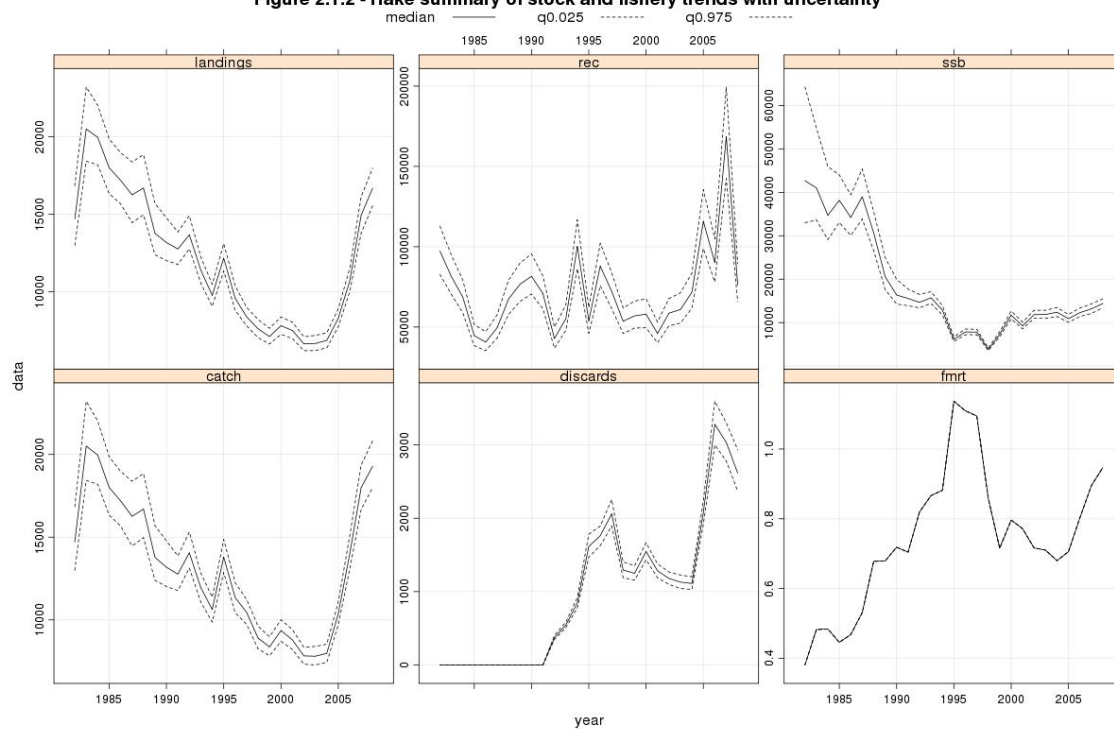 Figure 2.1.2 - Hake summary of stock and fishery trends with uncertainty
median q0.025 q0.975
1985 1990 1995 2000 2005
landings rec ssb
10000 15000 20000
50000 100000 150000 200000
10000 20000 30000 40000 50000 60000
data
catch discards fmrt
10000 15000 20000
0 1000 2000 3000
0.4 0.6 0.8 1.0
1985 1990 1995 2000 2005 1985 1990 1995 2000 2005
year